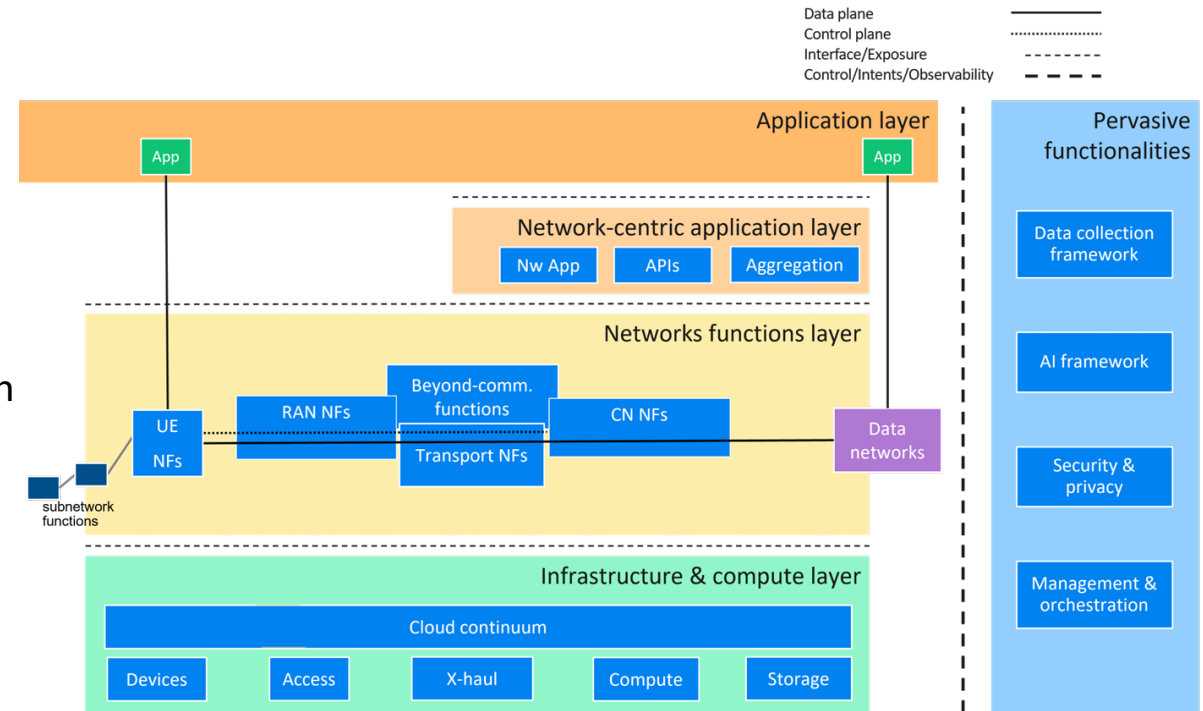 Data plane
Control plane
Interface/Exposure
Control/Intents/Observability
Application layer
App
App
Pervasive
functionalities
Network-centric application layer
Nw App
APIs
Aggregation
Data collection
framework
Networks functions layer
AI framework
Beyond-comm.
functions
RAN NFs
CN NFs
UE
NFs
Transport NFs
Data
networks
n
subnetwork
functions
Security &
privacy
Infrastructure & compute layer
Management &
orchestration
Cloud continuum
Devices
Access
X-haul
Compute
Storage